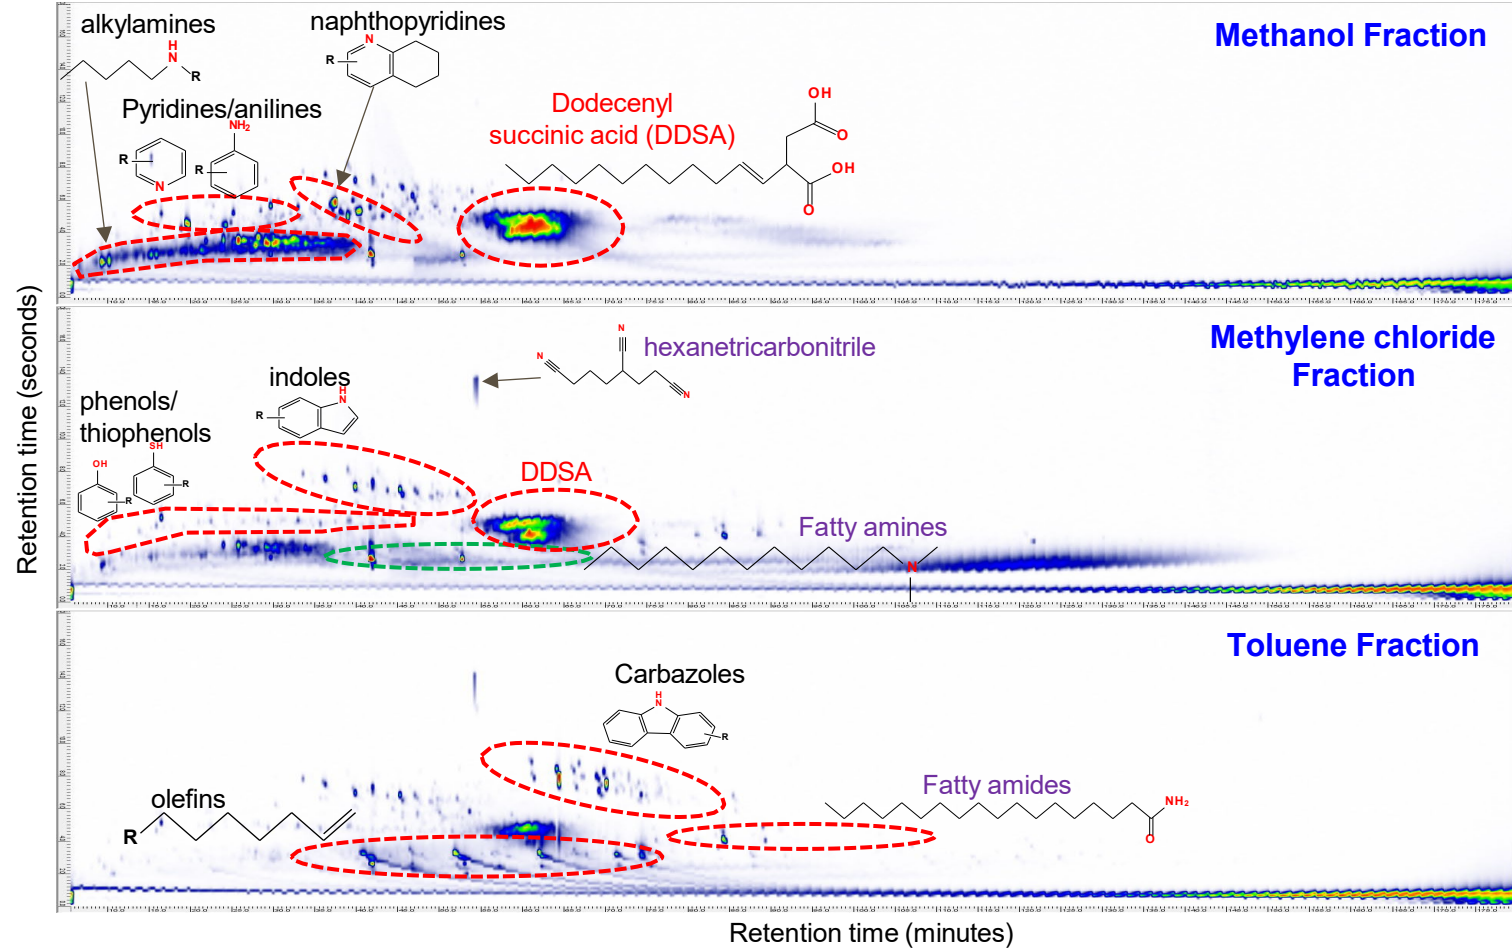 alkylamines
H
N
R
naphthopyridines
N
R
Methanol Fraction
Pyridines/anilines
R
N
NH2
R
Dodecenyl
succinic acid (DDSA)
OH
O
OH
O
Retention time (seconds)
Methylene chloride
Fraction
N
N
N
hexanetricarbonitrile
indoles
H
N
R
phenols/
thiophenols
OH
R
SH
R
DDSA
Fatty amines
N
Toluene Fraction
Carbazoles
H
N
R
Fatty amides
NH2
O
olefins
R
Retention time (minutes)